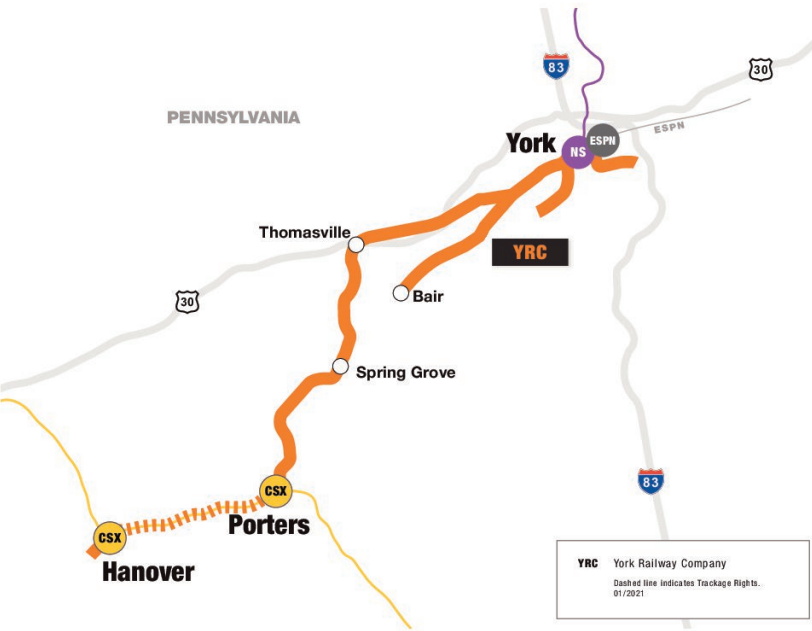 83
30
PENNSYLVANIA
ESPN
York
NS
ESPN
Thomasville
YRC
30
Bair
Spring Grove
CSX
83
Porters
CSX
Hanover
YRC York Railway Company
Dashed line indicates Trackage Rights.
01/2021